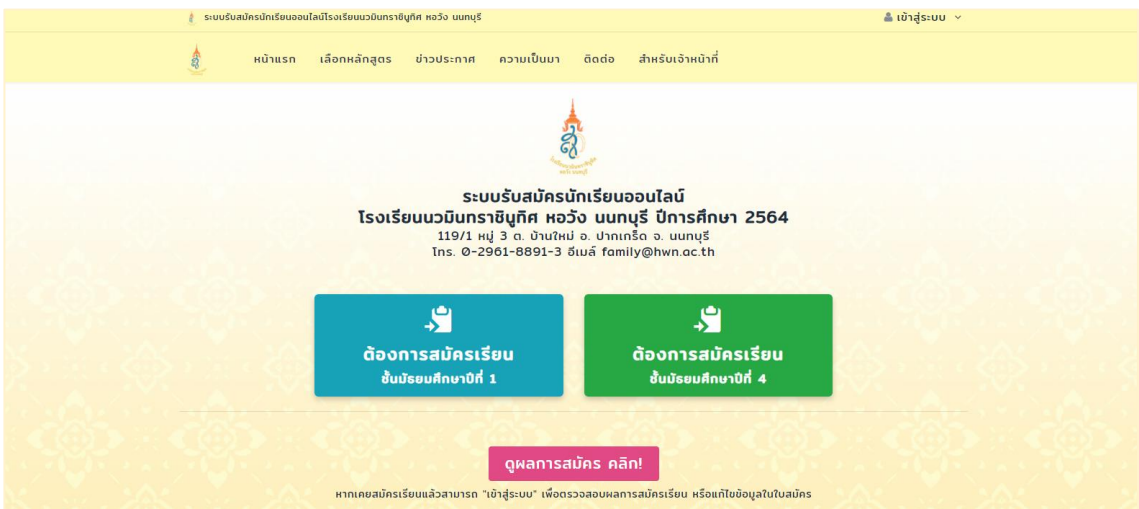 ระบบรับสมัครนักเรียนออนไลน์โรงเรียนนวมินทราชินูทิศ หอวัง นนทบุรี
เข้าสู่ระบบ
หน้าแรก เลือกหลักสูตร ข่าวประกาศ ความเป็นมา ติดต่อ สำหรับเจ้าหน้าที่
ระบบรับสมัครนักเรียนออนไลน์
โรงเรียนนวมินทราชินูทิศ หอวัง นนทบุรี ปีการศึกษา 2564
119/1 หมู่ 3 ต. บ้านใหม่ อ. ปากเกร็ด จ. นนทบุรี
โทร. 0-2961-8891-3 อีเมล์ family@hwn.ac.th
ต้องการสมัครเรียน
ชั้นมัธยมศึกษาปีที่ 1
ต้องการสมัครเรียน
ชั้นมัธยมศึกษาปีที่ 4
ดูผลการสมัคร คลิก!
หากเคยสมัครเรียนแล้วสามารถ "เข้าสู่ระบบ" เพื่อตรวจสอบผลการสมัครเรียน หรือแก้ไขข้อมูลในใบสมัคร